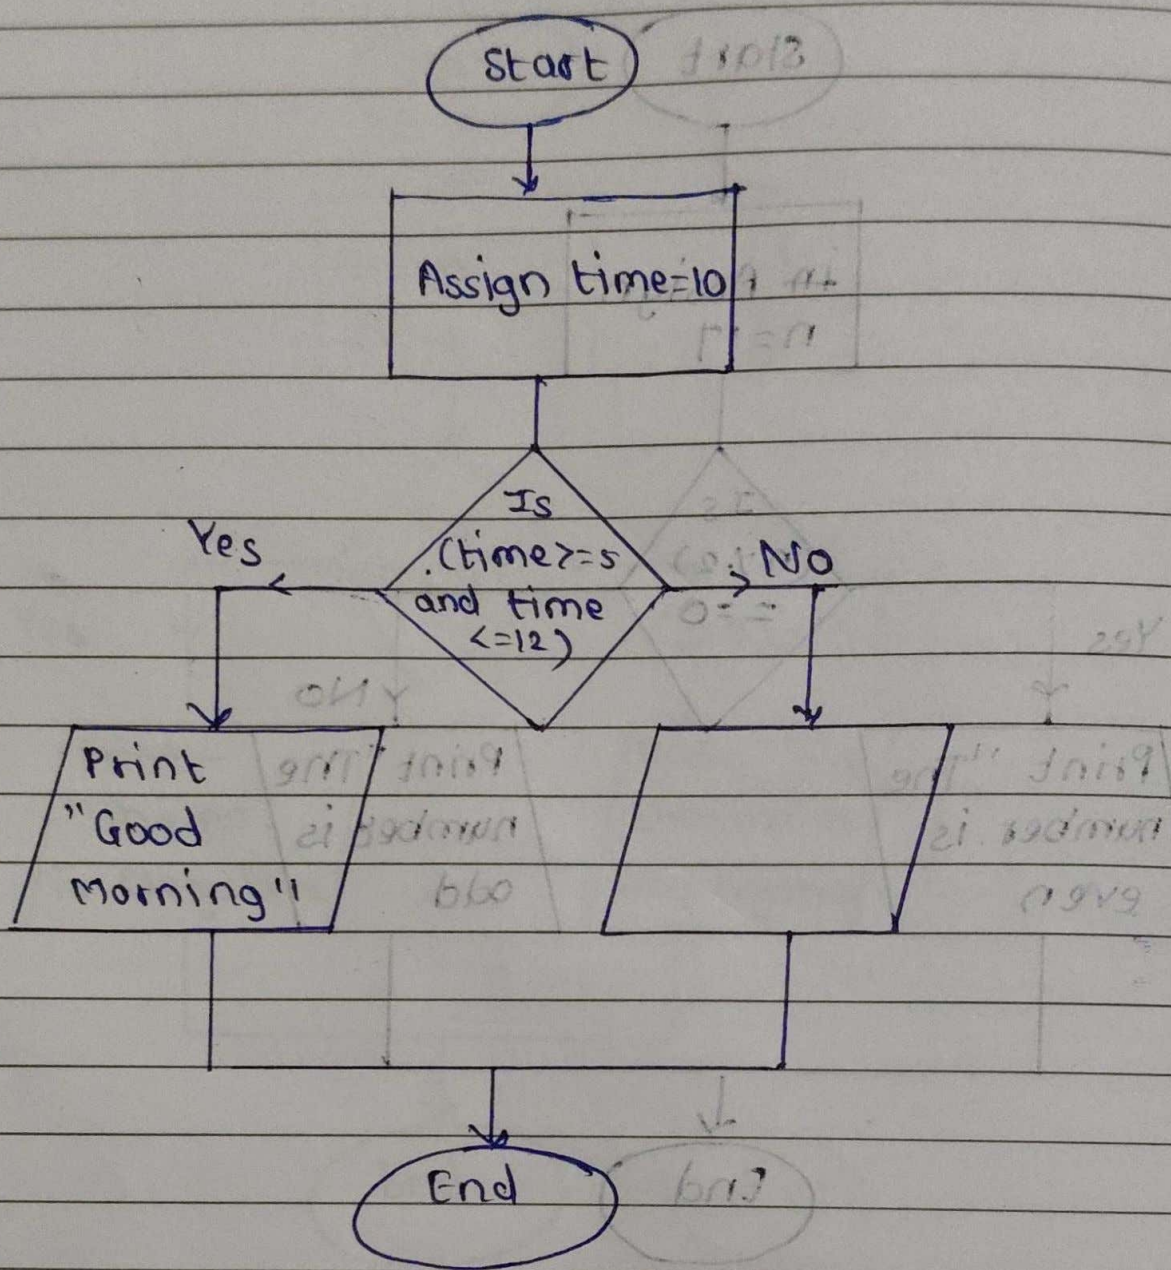 Start
Assign time=10
Is
(time>=5
and time
<=12)
Yes
No
Print
"Good
Morning"
End